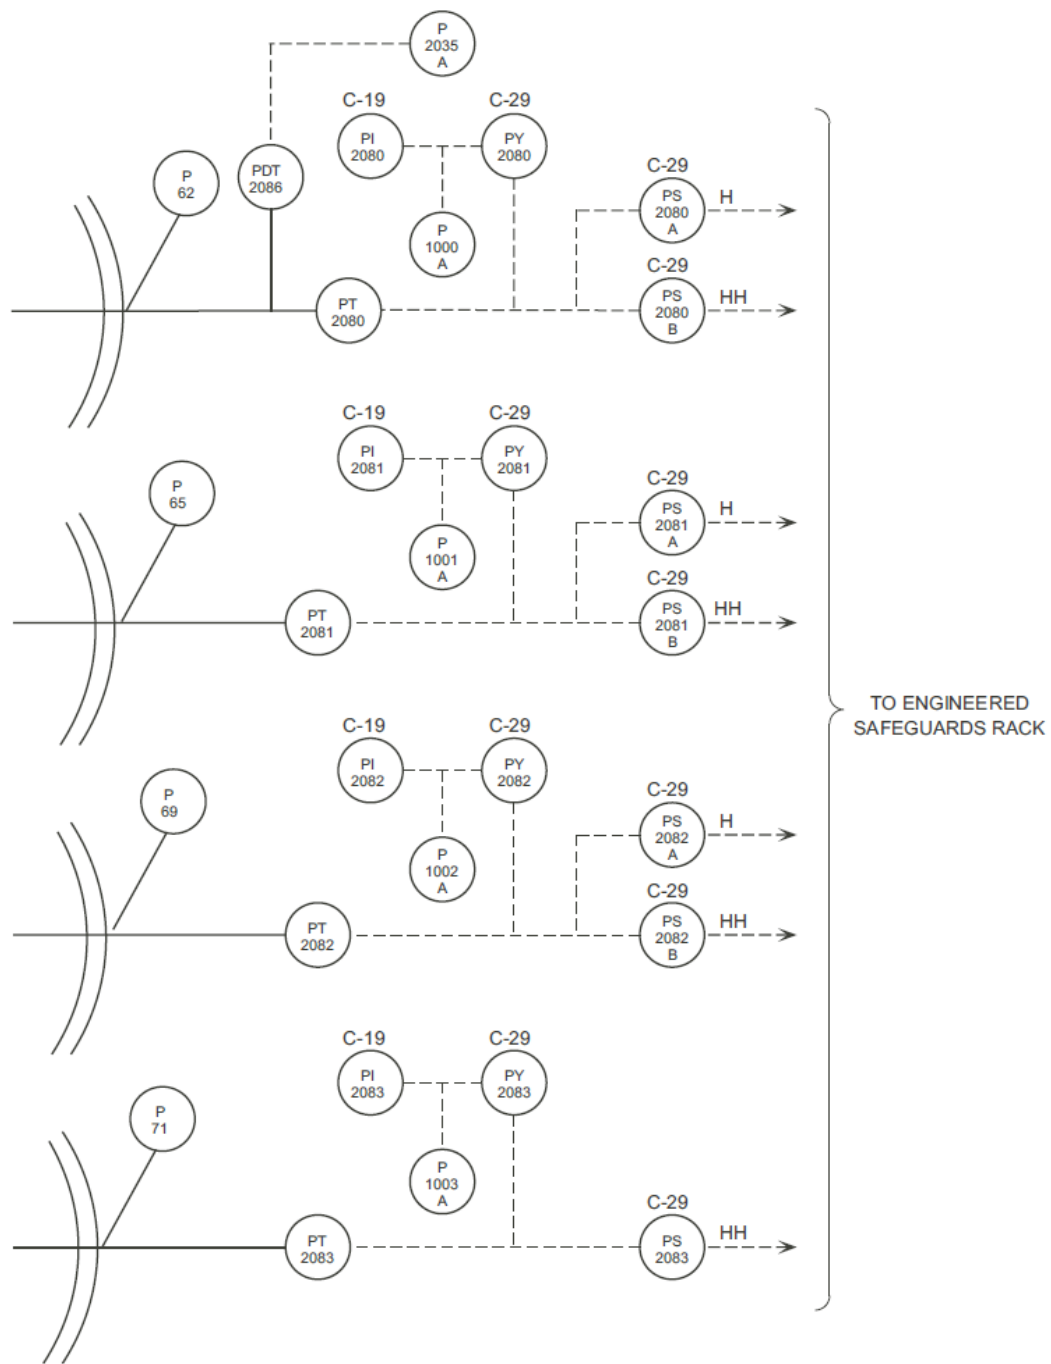 P
2035
A
C-19
C-29
PI
2080
PY
2080
P
62
PDT
2086
C-29
PS
2080
A
H
P
1000
A
C-29
PT
2080
PS
2080
B
HH
C-19
C-29
PI
2081
PY
2081
P
65
C-29
PS
2081
A
H
P
1001
A
C-29
PT
2081
PS
2081
B
HH
TO ENGINEERED
SAFEGUARDS RACK
C-19
C-29
PI
2082
PY
2082
P
69
C-29
PS
2082
A
H
P
1002
A
C-29
PT
2082
PS
2082
B
HH
C-19
C-29
PI
2083
PY
2083
P
71
P
1003
A
C-29
PT
2083
PS
2083
HH